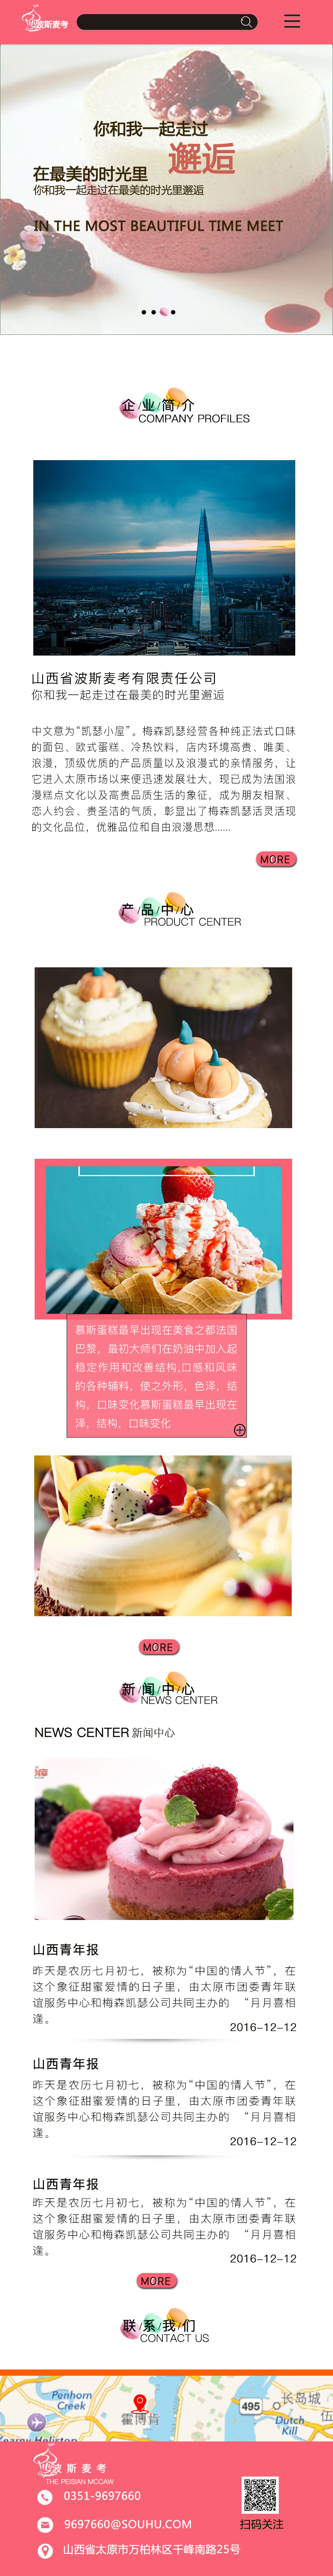 波斯麦考
你和我一起走过
邂逅
在最美的时光里
你和我一起走过在最美的时光里邂逅
IN THE MOST BEAUTIFUL TIME MEET
企/业/简/介
COMPANY PROFILES
山西省波斯麦考有限责任公司
你和我一起走过在最美的时光里邂逅
中文意为“凯瑟小屋”。梅森凯瑟经营各种纯正法式口味
的面包、欧式蛋糕、冷热饮料，店内环境高贵、唯美、
浪漫，顶级优质的产品质量以及浪漫式的亲情服务，让
它进入太原市场以来便迅速发展壮大，现已成为法国浪
漫糕点文化以及高贵品质生活的象征，成为朋友相聚、
恋人约会、贵圣洁的气质，彰显出了梅森凯瑟活灵活现
的文化品位，优雅品位和自由浪漫思想......
MORE
产/品/中/心
PRODUCT CENTER
慕斯蛋糕最早出现在美食之都法国
巴黎，最初大师们在奶油中加入起
稳定作用和改善结构,口感和风味
的各种辅料，使之外形，色泽，结
构，口味变化慕斯蛋糕最早出现在
泽，结构，口味变化
MORE
新/闻/中/心
NEWS CENTER
NEWS CENTER 新闻中心
山西青年报
昨天是农历七月初七，被称为“中国的情人节”，在
这个象征甜蜜爱情的日子里，由太原市团委青年联
谊服务中心和梅森凯瑟公司共同主办的 “月月喜相
逢。
2016-12-12
山西青年报
昨天是农历七月初七，被称为“中国的情人节”，在
这个象征甜蜜爱情的日子里，由太原市团委青年联
谊服务中心和梅森凯瑟公司共同主办的 “月月喜相
逢。
2016-12-12
山西青年报
昨天是农历七月初七，被称为“中国的情人节”，在
这个象征甜蜜爱情的日子里，由太原市团委青年联
谊服务中心和梅森凯瑟公司共同主办的 “月月喜相
逢。
2016-12-12
MORE
联/系/我/们
CONTACT US
Penhorn
Creek
霍博肯
495
长岛城
Dutch
Kill
伍
Kearny Heliport
波斯麦考
THE PEISIAN MCCAW
0351-9697660
9697660@SOUHU.COM
山西省太原市万柏林区千峰南路25号
扫码关注